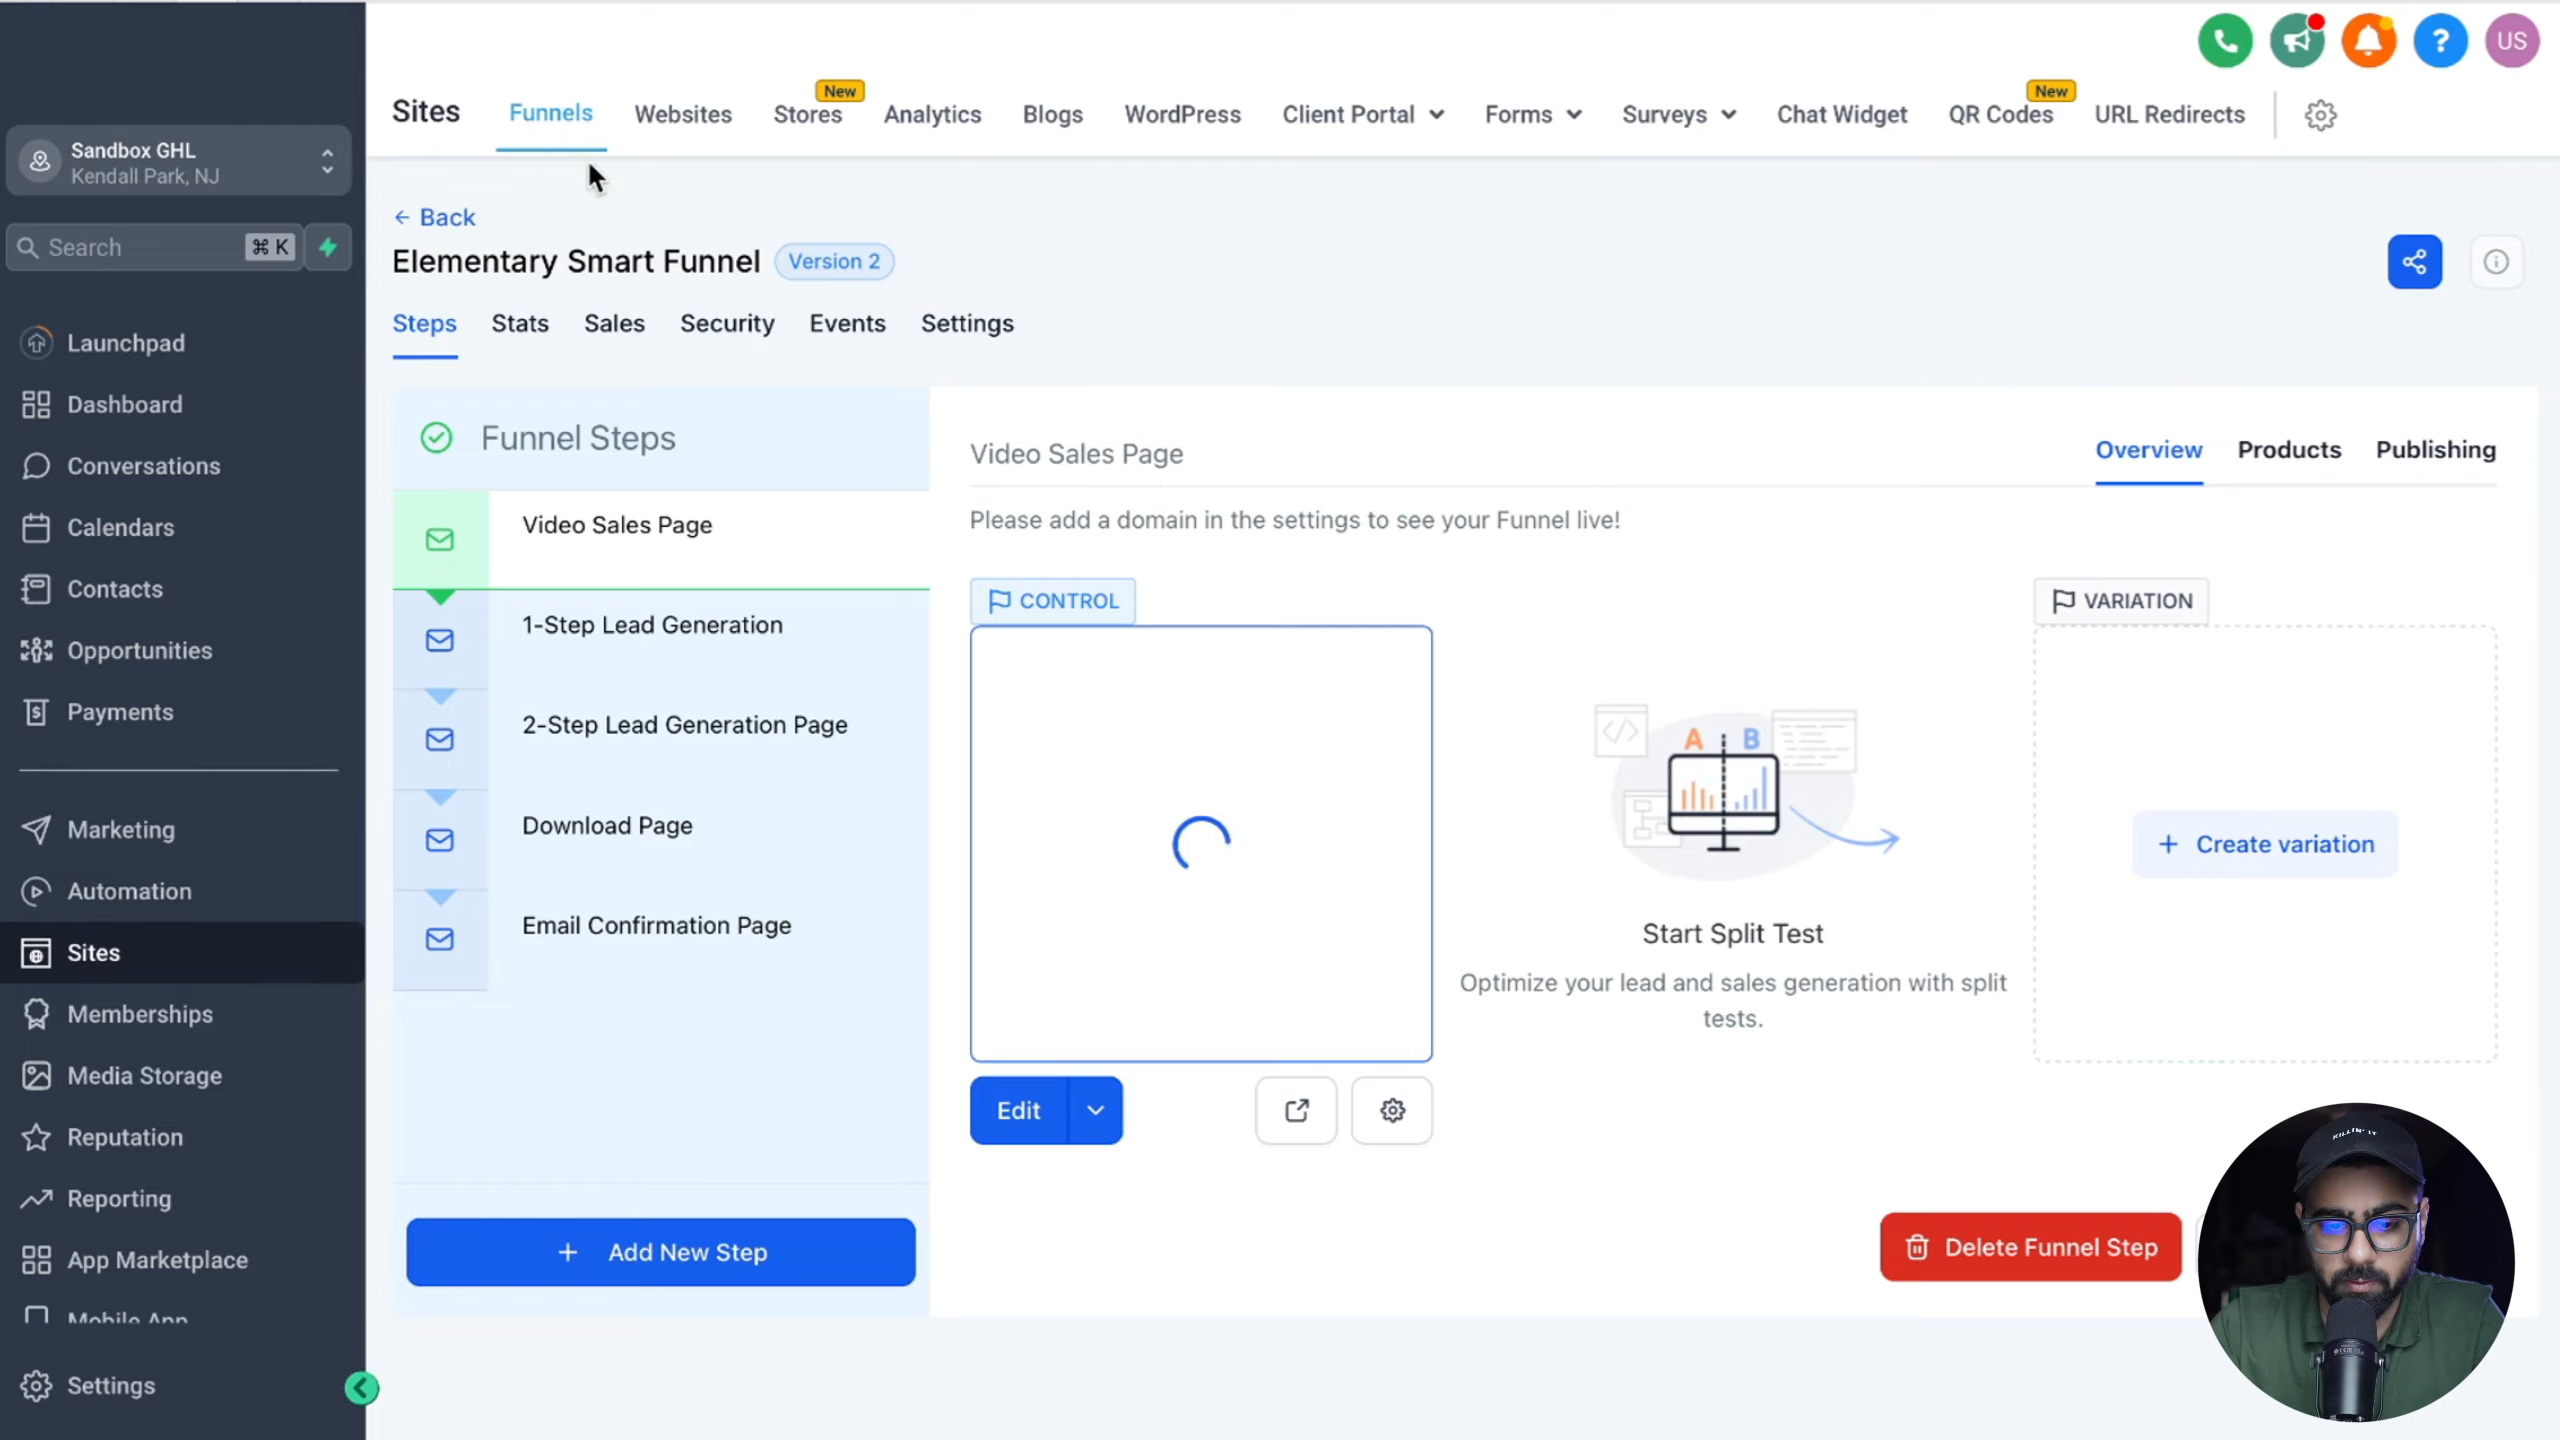 US
Sites
Funnels
Websites
Stores
New
Analytics
Blogs
WordPress
Client Portal
Forms
Surveys
Chat Widget
QR Codes
New
URL Redirects
Sandbox GHL
Kendall Park, NJ
Search
⌘ K
Launchpad
Dashboard
Conversations
Calendars
Contacts
Opportunities
Payments
Marketing
Automation
Sites
Memberships
Media Storage
Reputation
Reporting
App Marketplace
Mobile App
Settings
← Back
Elementary Smart Funnel
Version 2
Steps
Stats
Sales
Security
Events
Settings
Funnel Steps
Video Sales Page
1-Step Lead Generation
2-Step Lead Generation Page
Download Page
Email Confirmation Page
+ Add New Step
Video Sales Page
Overview
Products
Publishing
Please add a domain in the settings to see your Funnel live!
CONTROL
Edit
A B
Start Split Test
Optimize your lead and sales generation with split
tests.
VARIATION
+ Create variation
Delete Funnel Step
KILLIN' IT